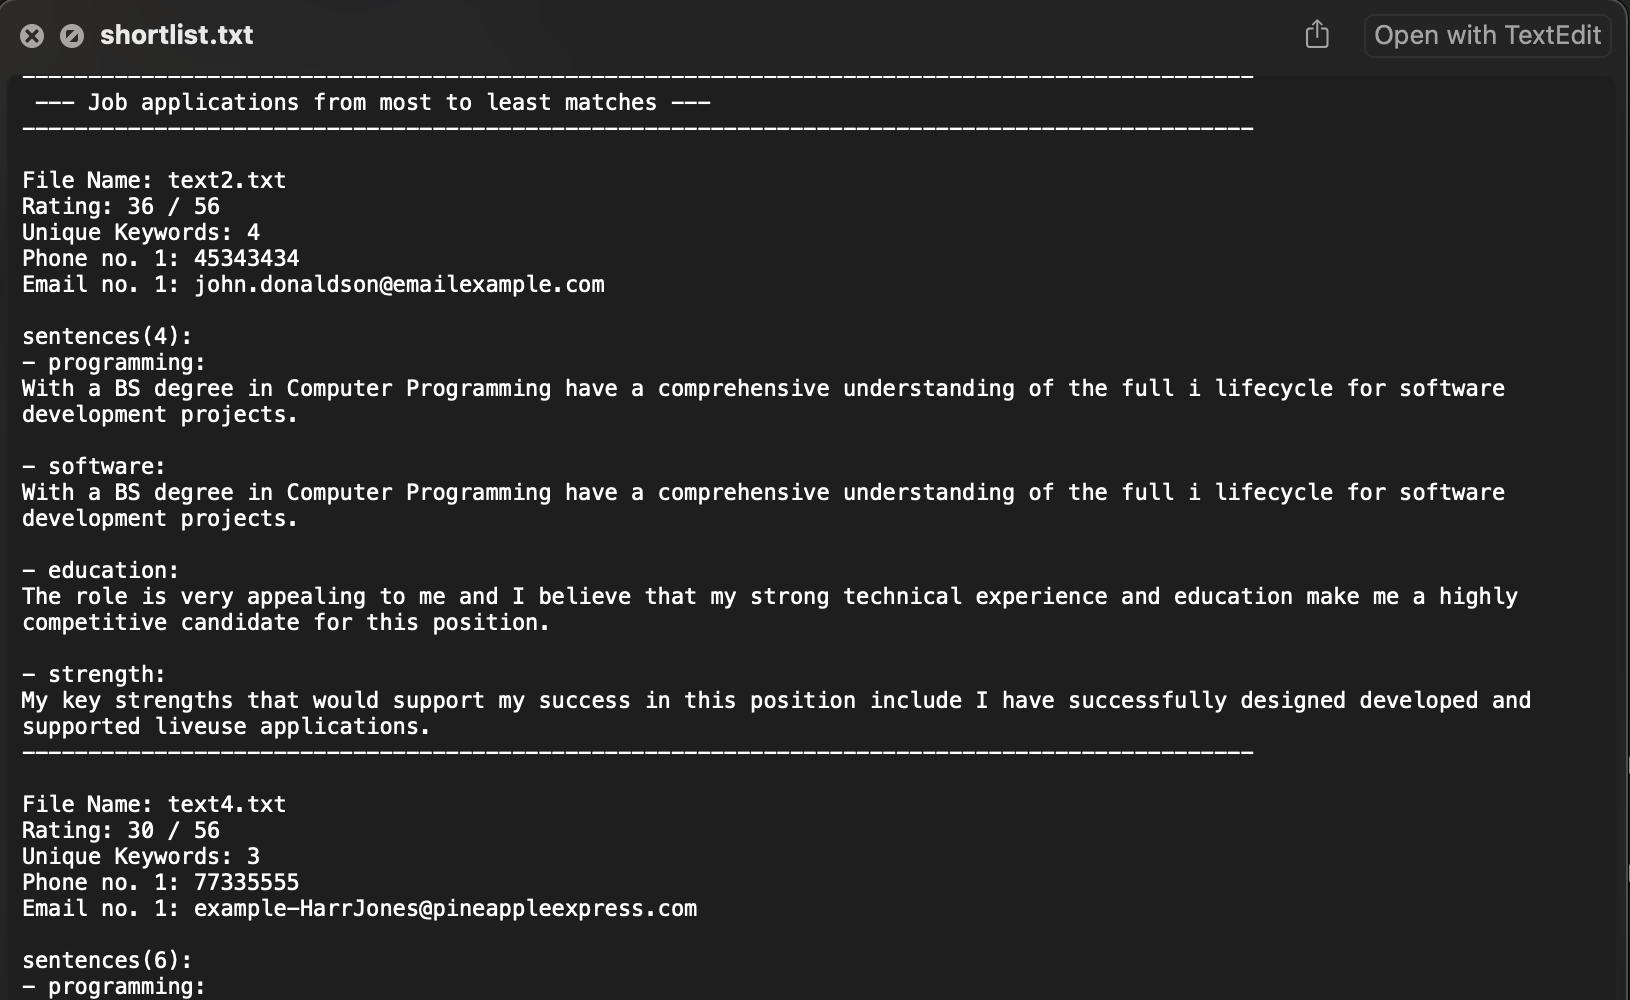 shortlist.txt
Open with TextEdit
---------------------------------------------------------------------------------------------
--- Job applications from most to least matches ---
---------------------------------------------------------------------------------------------
File Name: text2.txt
Rating: 36 / 56
Unique Keywords: 4
Phone no. 1: 45343434
Email no. 1: john.donaldson@emailexample.com
sentences(4):
- programming:
With a BS degree in Computer Programming have a comprehensive understanding of the full i lifecycle for software
development projects.
- software:
With a BS degree in Computer Programming have a comprehensive understanding of the full i lifecycle for software
development projects.
- education:
The role is very appealing to me and I believe that my strong technical experience and education make me a highly
competitive candidate for this position.
- strength:
My key strengths that would support my success in this position include I have successfully designed developed and
supported liveuse applications.
---------------------------------------------------------------------------------------------
File Name: text4.txt
Rating: 30 / 56
Unique Keywords: 3
Phone no. 1: 77335555
Email no. 1: example-HarrJones@pineappleexpress.com
sentences(6):
- programming: